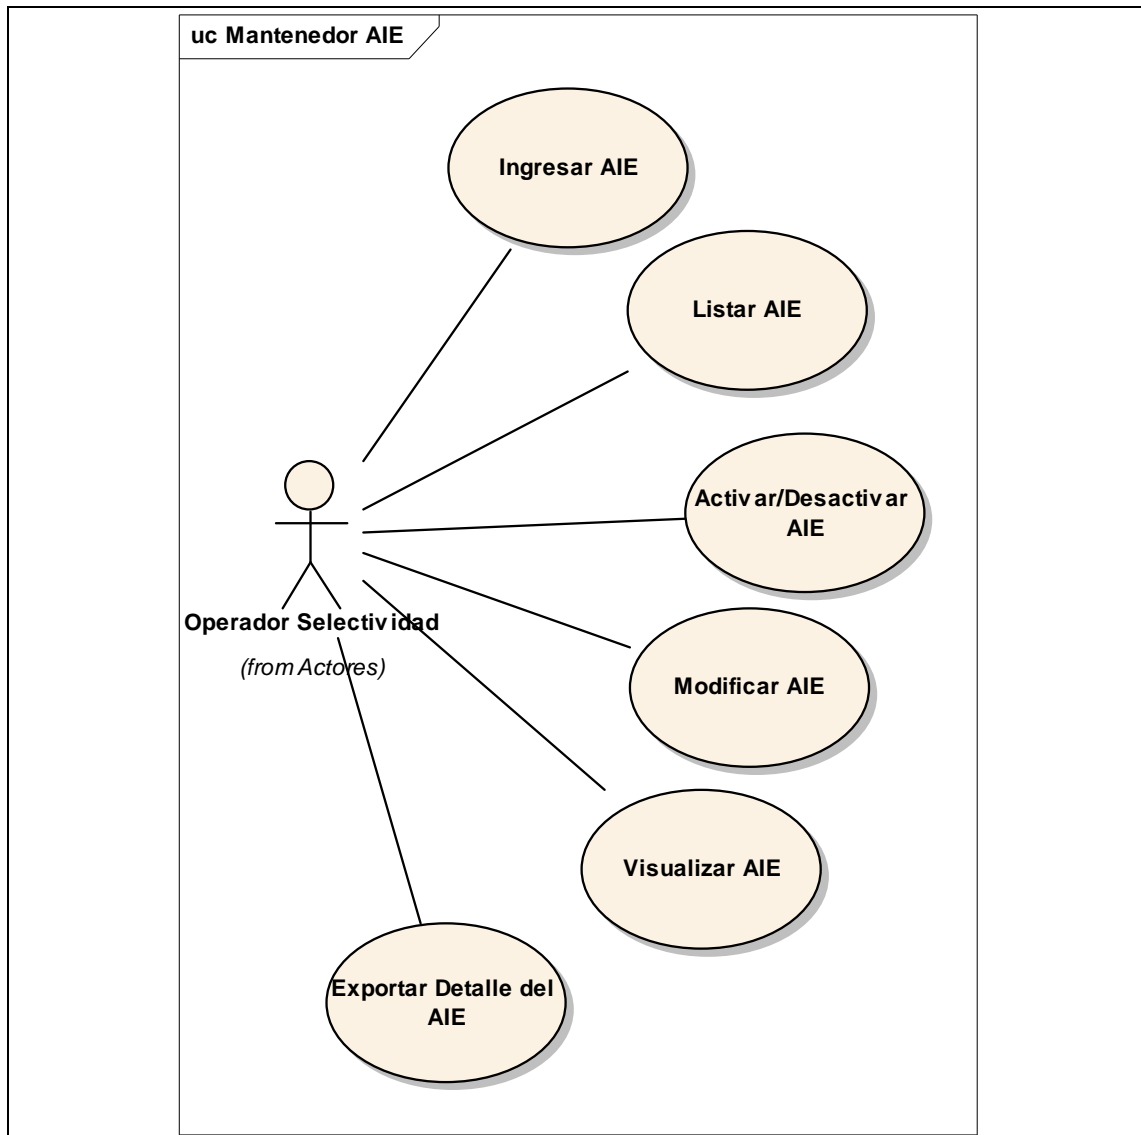 uc Mantenedor AIE
Ingresar AIE
Listar AIE
Activar/Desactivar
AIE
Operador Selectividad
(from Actores)
Modificar AIE
Visualizar AIE
Exportar Detalle del
AIE